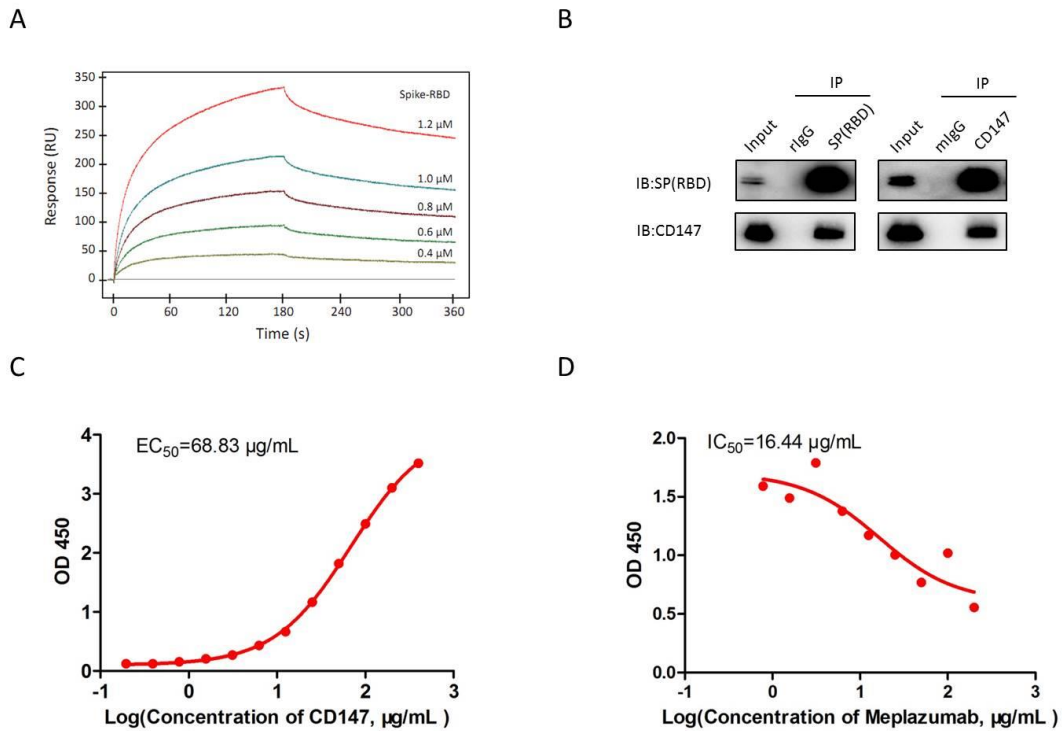 A
350
300
250
200
150
100
50
0
Response (RU)
Spike-RBD
1.2 µM
1.0 µM
0.8 µM
0.6 µM
0.4 µM
0 60 120 180 240 300 360
Time (s)
B
IP IP
Input rIgG SP(RBD) Input mIgG CD147
IB:SP(RBD)
IB:CD147
C
EC50=68.83 µg/mL
4
3
2
1
0
OD 450
-1 0 1 2 3
Log(Concentration of CD147, µg/mL )
D
IC50=16.44 µg/mL
2.0
1.5
1.0
0.5
0.0
OD 450
-1 0 1 2 3
Log(Concentration of Meplazumab, µg/mL )